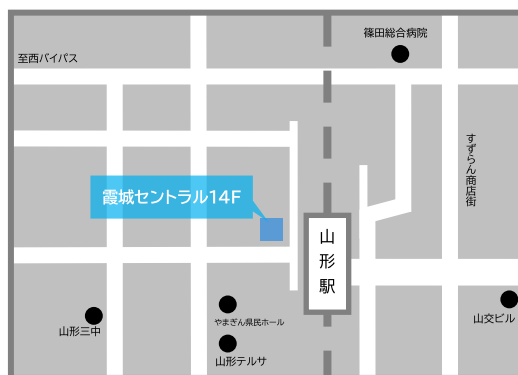 篠田総合病院
至西バイパス
すずらん商店街
霞城セントラル14F
山形駅
山交ビル
やまぎん県民ホール
山形三中
山形テルサ